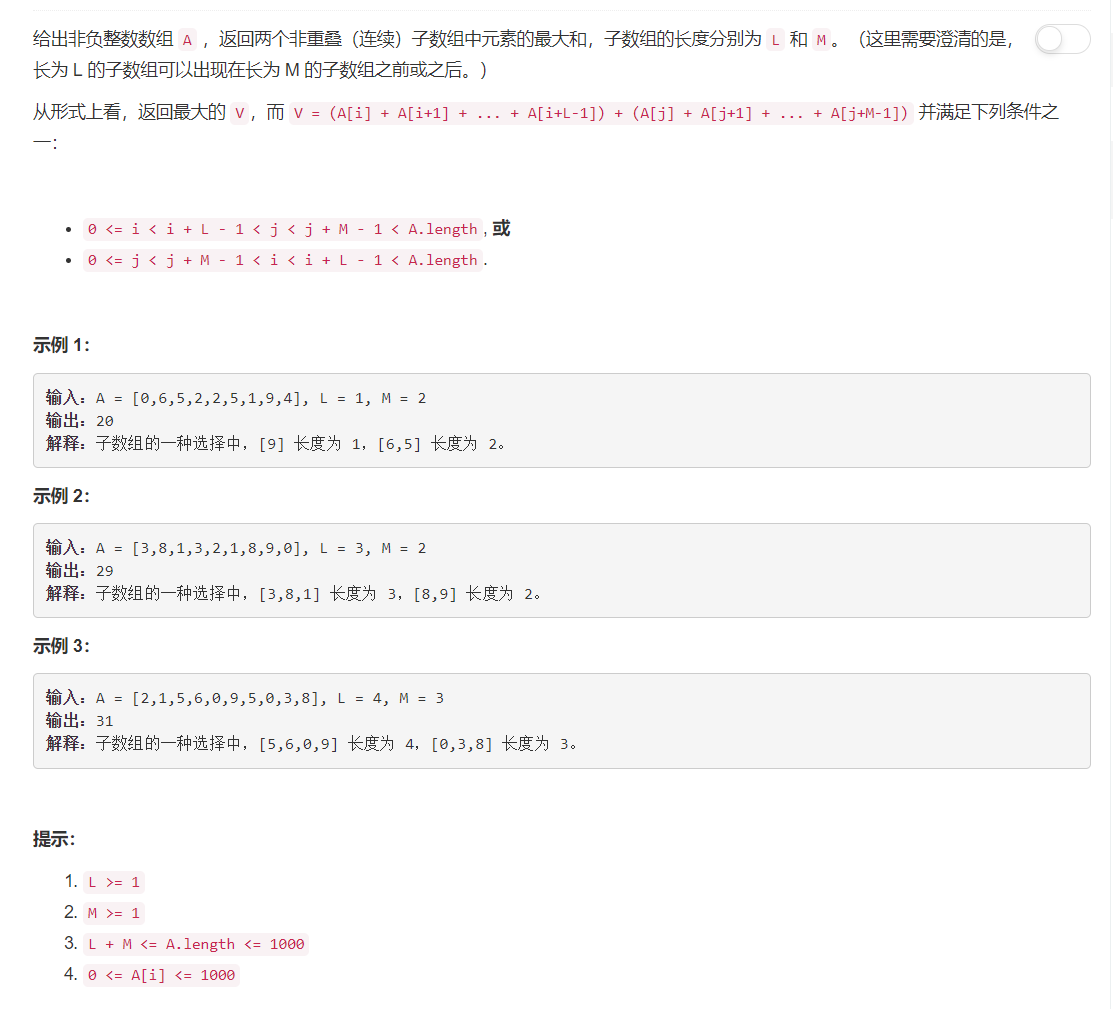 给出非负整数数组 A ，返回两个非重叠（连续）子数组中元素的最大和，子数组的长度分别为 L 和 M。（这里需要澄清的是，
长为 L 的子数组可以出现在长为 M 的子数组之前或之后。）
从形式上看，返回最大的 V，而 V = (A[i] + A[i+1] + ... + A[i+L-1]) + (A[j] + A[j+1] + ... + A[j+M-1]) 并满足下列条件之
一：
• 0 <= i < i + L - 1 < j < j + M - 1 < A.length, 或
• 0 <= j < j + M - 1 < i < i + L - 1 < A.length.
示例 1：
输入：A = [0,6,5,2,2,5,1,9,4], L = 1, M = 2
输出：20
解释：子数组的一种选择中，[9] 长度为 1，[6,5] 长度为 2。
示例 2：
输入：A = [3,8,1,3,2,1,8,9,0], L = 3, M = 2
输出：29
解释：子数组的一种选择中，[3,8,1] 长度为 3，[8,9] 长度为 2。
示例 3：
输入：A = [2,1,5,6,0,9,5,0,3,8], L = 4, M = 3
输出：31
解释：子数组的一种选择中，[5,6,0,9] 长度为 4，[0,3,8] 长度为 3。
提示：
1. L >= 1
2. M >= 1
3. L + M <= A.length <= 1000
4. 0 <= A[i] <= 1000